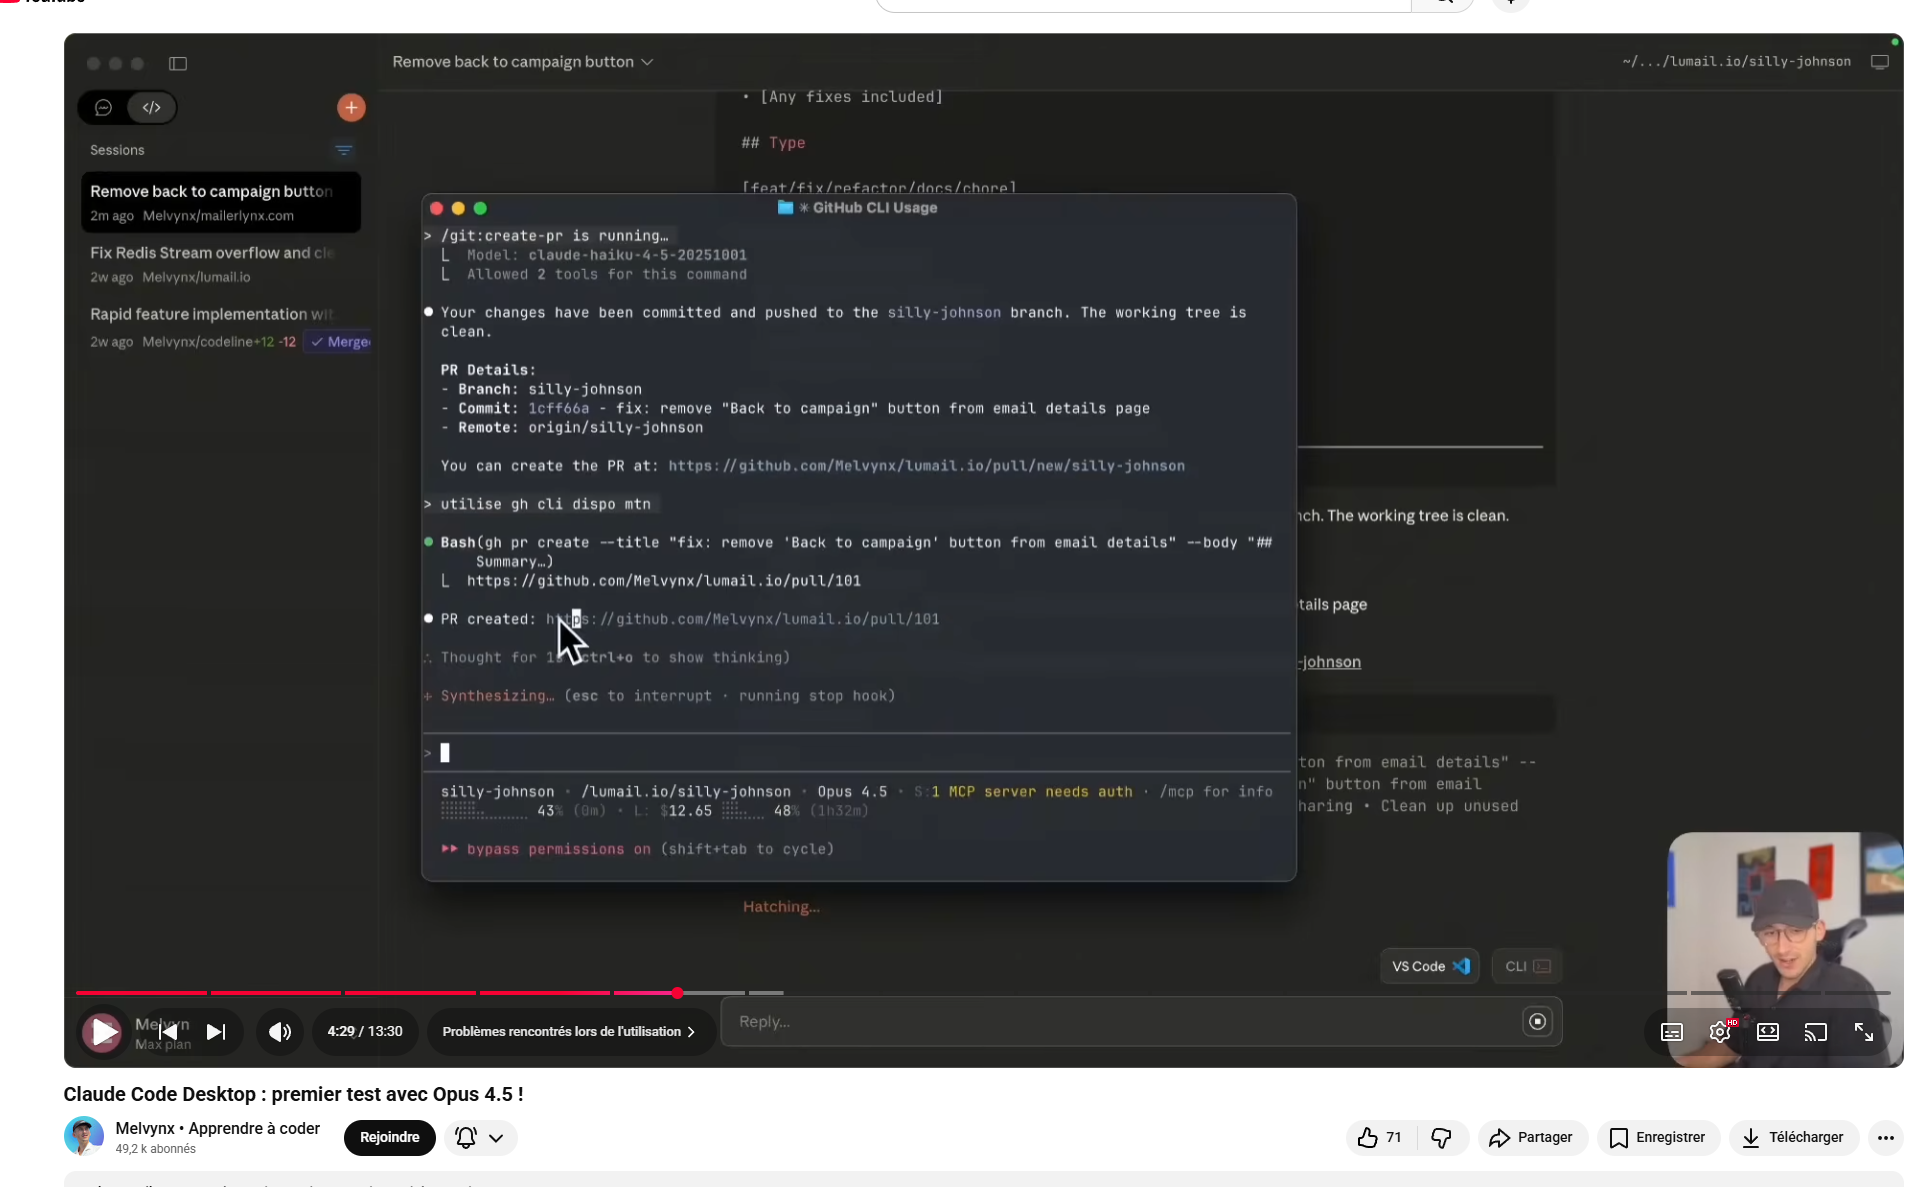 Remove back to campaign button
~/.../lumail.io/silly-johnson
Sessions
Remove back to campaign button
2m ago Melvynx/mailerlynx.com
Fix Redis Stream overflow and cle
2w ago Melvynx/lumail.io
Rapid feature implementation wit
2w ago Melvynx/codeline +12 -12 ✓ Merged
• [Any fixes included]
## Type
[feat/fix/refactor/docs/chore]
✳ GitHub CLI Usage
> /git:create-pr is running…
⎣ Model: claude-haiku-4-5-20251001
⎣ Allowed 2 tools for this command
● Your changes have been committed and pushed to the silly-johnson branch. The working tree is
clean.
PR Details:
- Branch: silly-johnson
- Commit: 1cff66a - fix: remove "Back to campaign" button from email details page
- Remote: origin/silly-johnson
You can create the PR at: https://github.com/Melvynx/lumail.io/pull/new/silly-johnson
> utilise gh cli dispo mtn
● Bash(gh pr create --title "fix: remove 'Back to campaign' button from email details" --body "##
Summary…)
⎣ https://github.com/Melvynx/lumail.io/pull/101
● PR created: https://github.com/Melvynx/lumail.io/pull/101
∴ Thought for 1s (ctrl+o to show thinking)
+ Synthesizing… (esc to interrupt · running stop hook)
>
silly-johnson • /lumail.io/silly-johnson • Opus 4.5 • S: 1 MCP server needs auth · /mcp for info
43% (0m) • L: $12.65 48% (1h32m)
▸▸ bypass permissions on (shift+tab to cycle)
nch. The working tree is clean.
tails page
-johnson
ton from email details" --
n" button from email
haring • Clean up unused
Hatching...
VS Code
CLI
Reply...
Melvyn
Max plan
4:29 / 13:30
Problèmes rencontrés lors de l'utilisation
HD
Claude Code Desktop : premier test avec Opus 4.5 !
Melvynx • Apprendre à coder
49,2 k abonnés
Rejoindre
71
Partager
Enregistrer
Télécharger